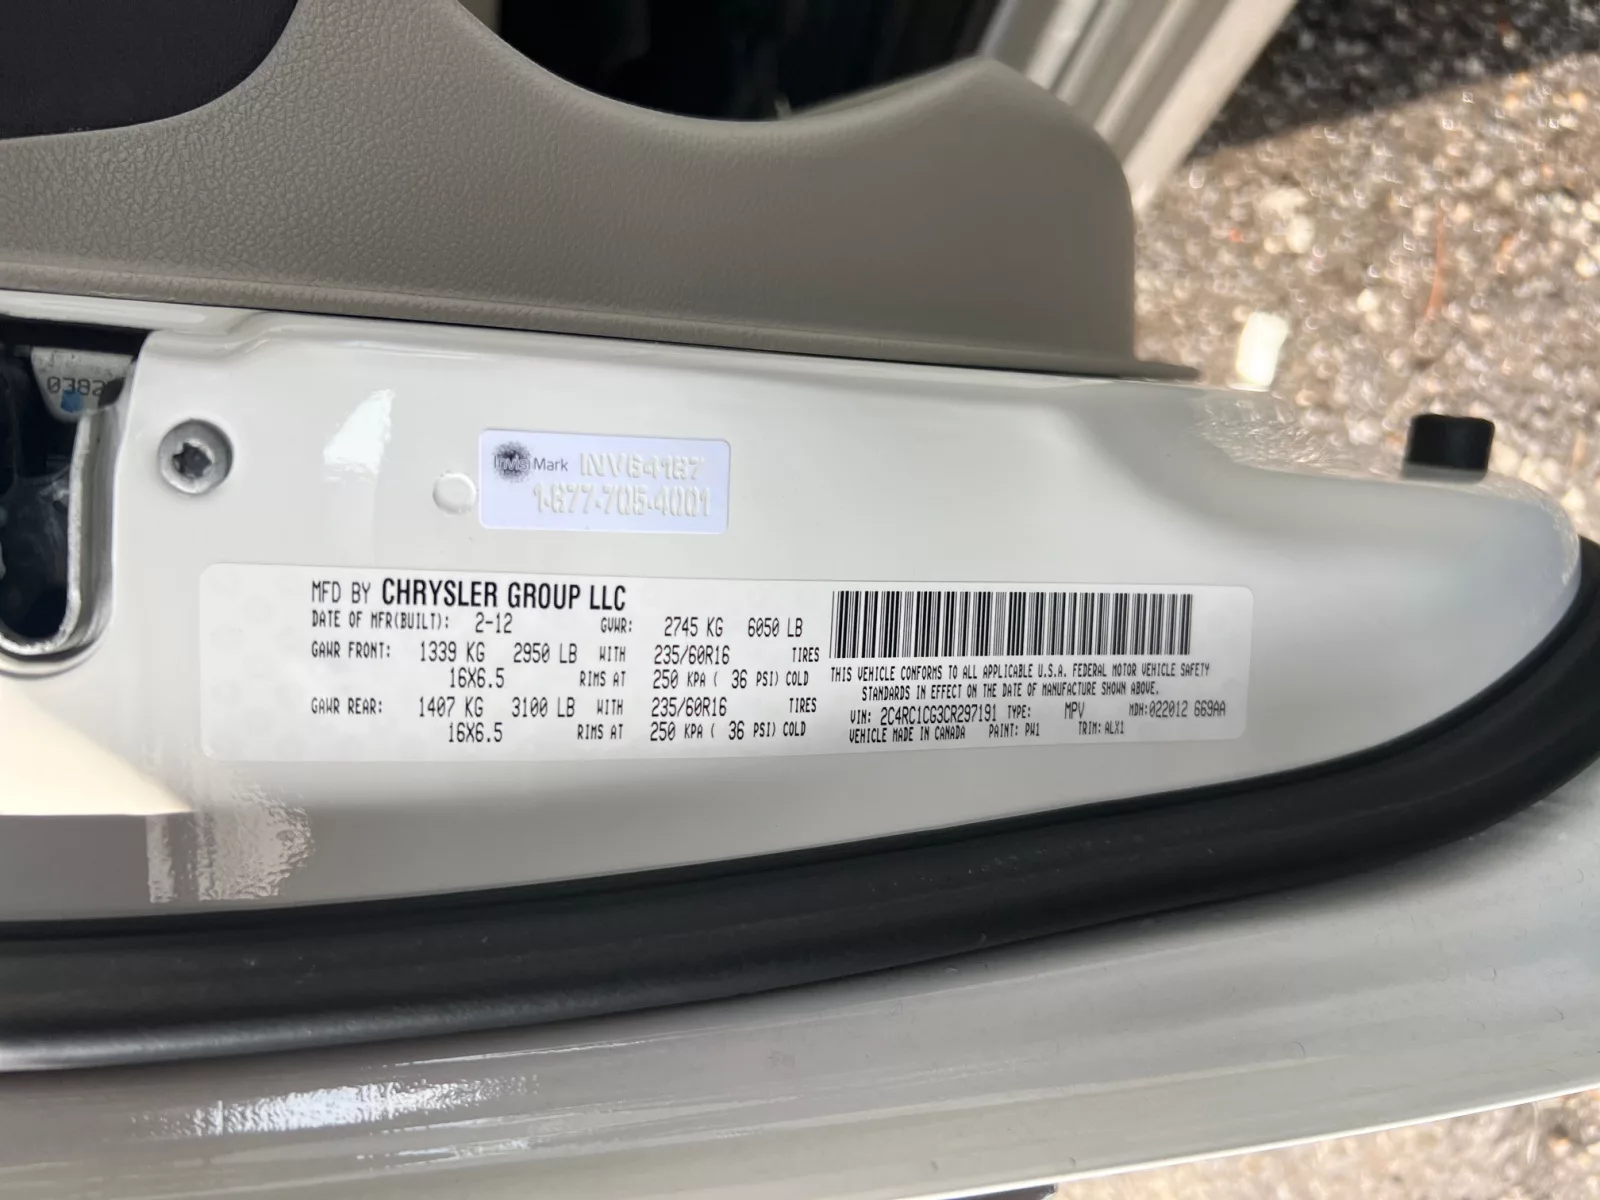 0382
InvisiMark INV64187
1-877-705-4001
MFD BY CHRYSLER GROUP LLC
DATE OF MFR(BUILT): 2-12 GVWR: 2745 KG 6050 LB
GAWR FRONT: 1339 KG 2950 LB WITH 235/60R16 TIRES
16X6.5 RIMS AT 250 KPA ( 36 PSI) COLD
GAWR REAR: 1407 KG 3100 LB WITH 235/60R16 TIRES
16X6.5 RIMS AT 250 KPA ( 36 PSI) COLD
THIS VEHICLE CONFORMS TO ALL APPLICABLE U.S.A. FEDERAL MOTOR VEHICLE SAFETY
STANDARDS IN EFFECT ON THE DATE OF MANUFACTURE SHOWN ABOVE.
VIN: 2C4RC1CG3CR297191 TYPE: MPV MDH:022012 669AA
VEHICLE MADE IN CANADA PAINT: PW1 TRIM: ALX1